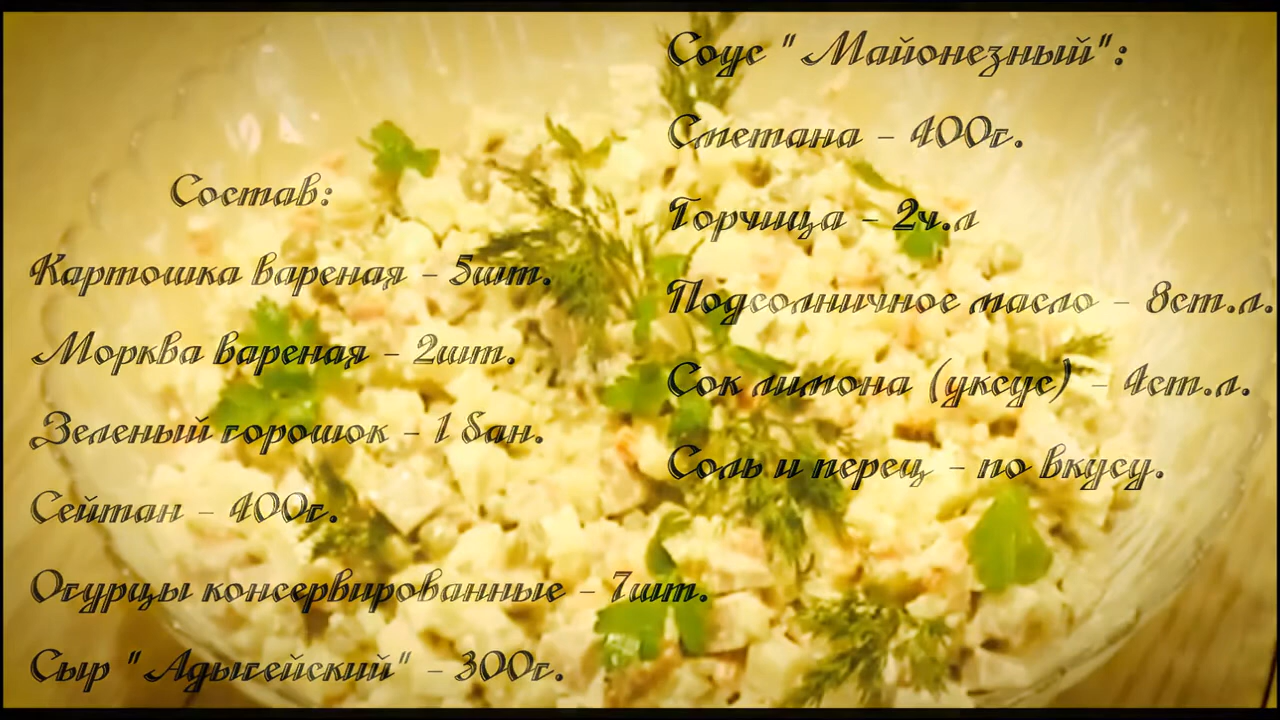 Состав:
Картошка вареная - 5шт.
Морква вареная - 2шт.
Зеленый горошок - 1 бан.
Сейтан - 400г.
Огурцы консервированные - 7шт.
Сыр "Адыгейский" - 300г.
Соус "Майонезный":
Сметана - 400г.
Горчица - 2ч.л
Подсолничное масло - 8ст.л.
Сок лимона (уксус) - 4ст.л.
Соль и перец - по вкусу.